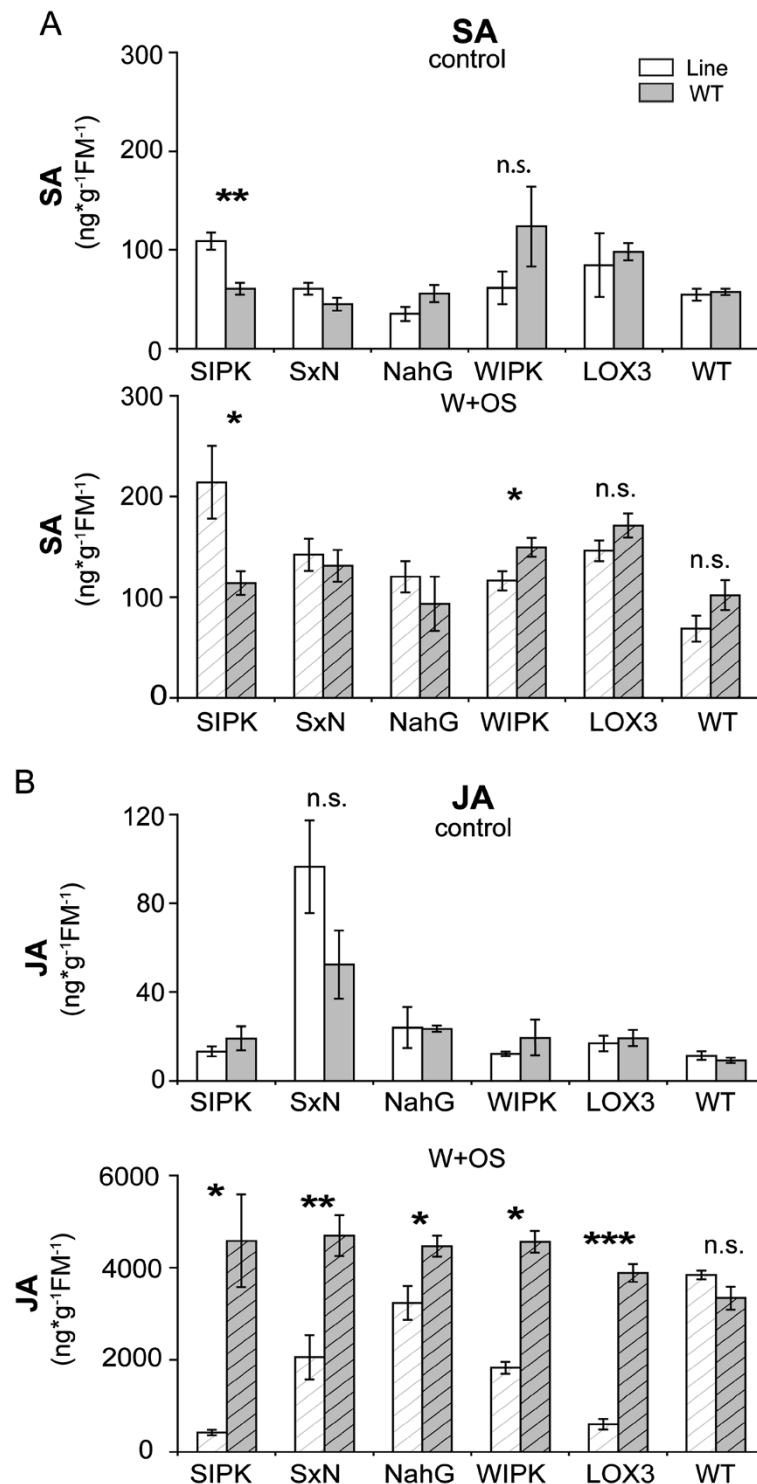 A
SA
control
Line
WT
SA
(ng*g⁻¹FM⁻¹)
300
200
100
0
**
n.s.
SIPK SxN NahG WIPK LOX3 WT
W+OS
SA
(ng*g⁻¹FM⁻¹)
300
200
100
0
*
*
n.s.
n.s.
SIPK SxN NahG WIPK LOX3 WT
B
JA
control
JA
(ng*g⁻¹FM⁻¹)
120
80
40
0
n.s.
SIPK SxN NahG WIPK LOX3 WT
W+OS
JA
(ng*g⁻¹FM⁻¹)
6000
4000
2000
0
*
**
*
*
***
n.s.
SIPK SxN NahG WIPK LOX3 WT